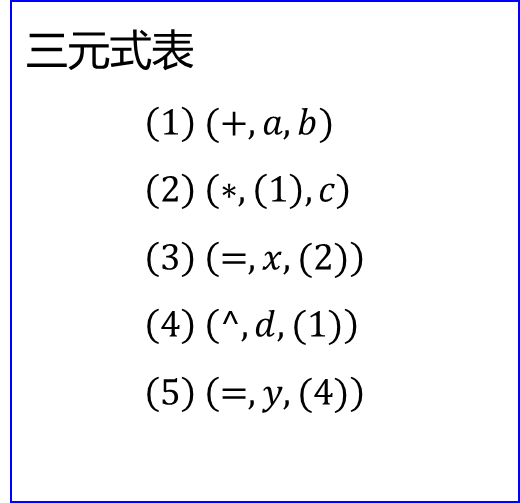 三元式表
(1) (+, a, b)
(2) (*, (1), c)
(3) (=, x, (2))
(4) (^, d, (1))
(5) (=, y, (4))